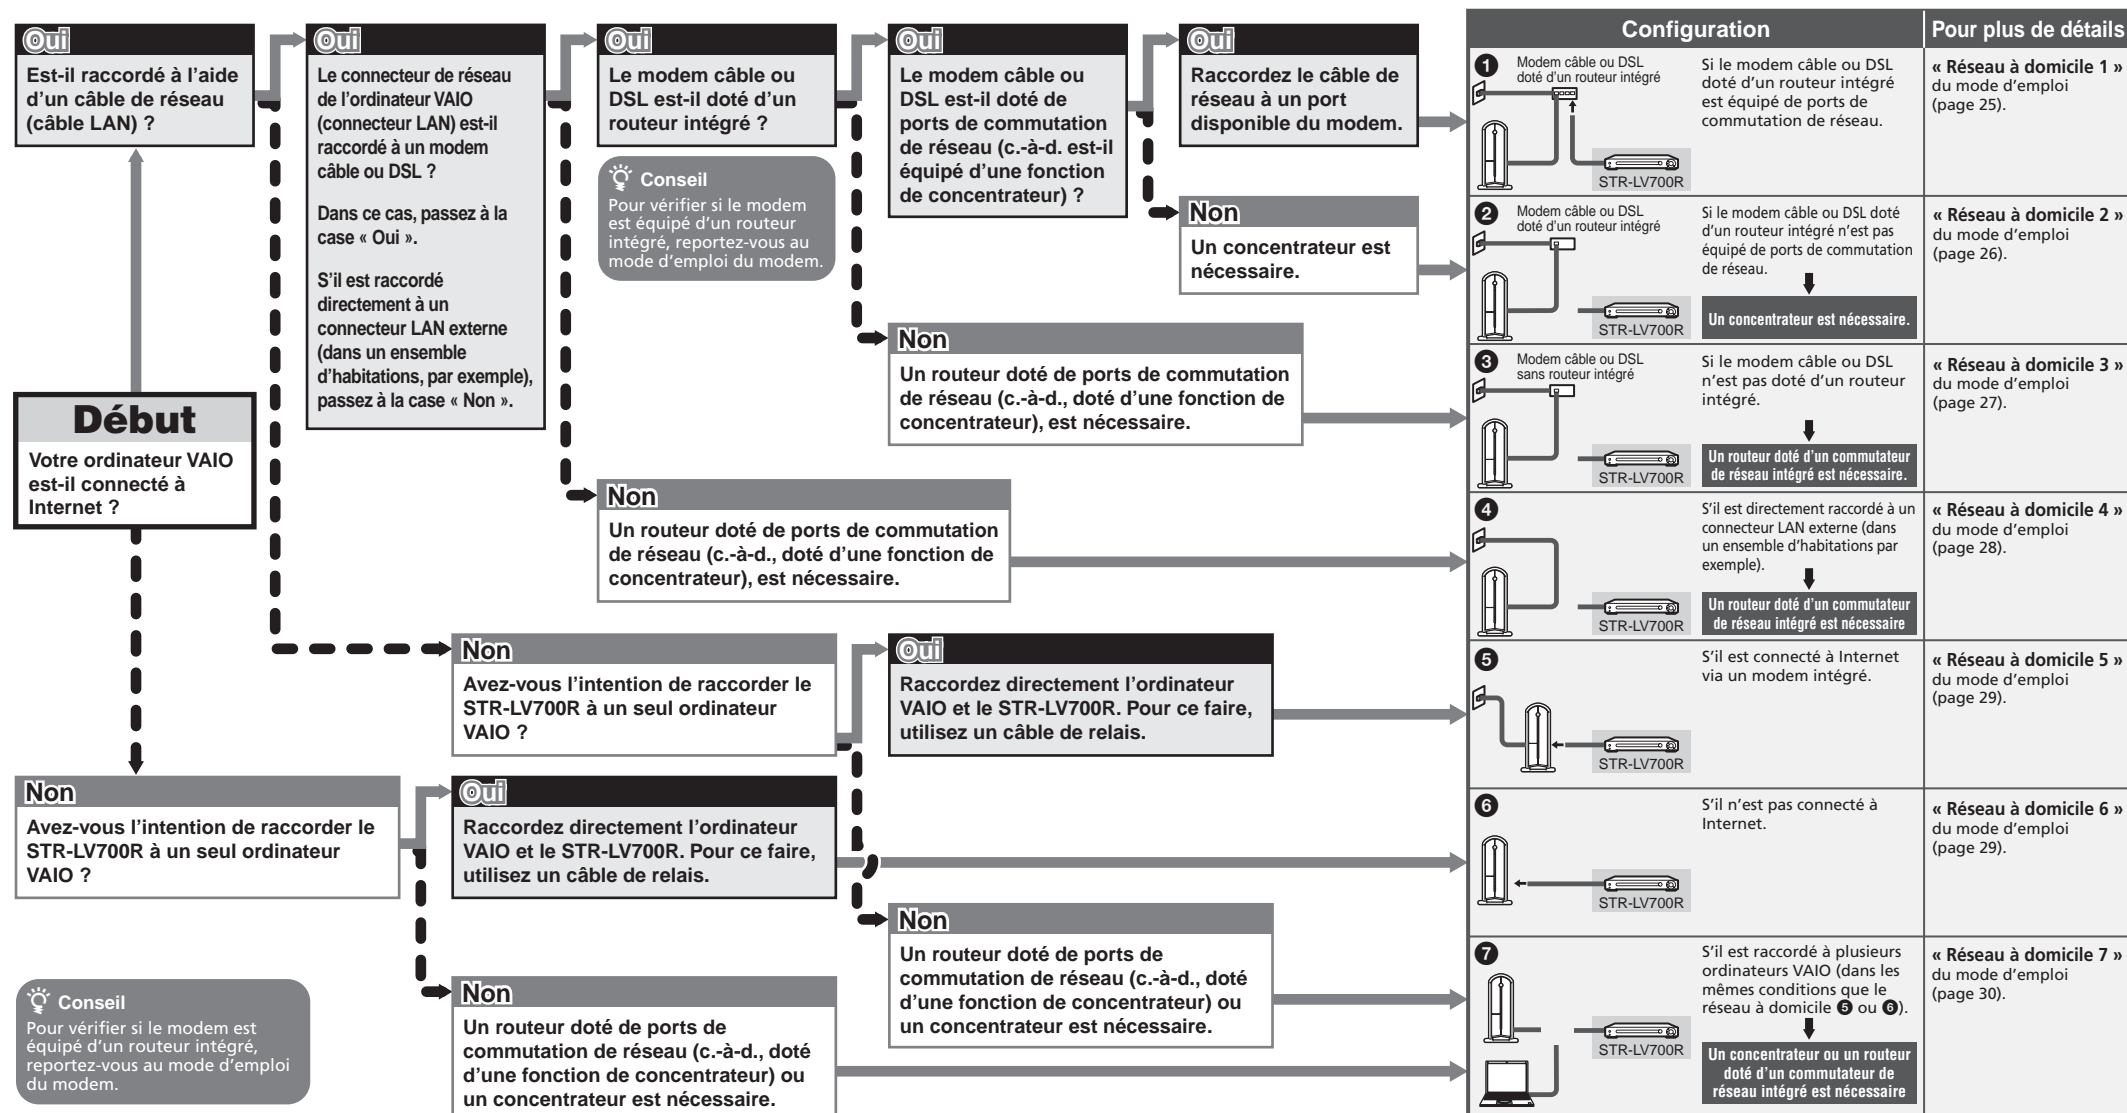 Début
Votre ordinateur VAIO
est-il connecté à
Internet ?
Oui
Est-il raccordé à l'aide
d'un câble de réseau
(câble LAN) ?
Oui
Le connecteur de réseau
de l'ordinateur VAIO
(connecteur LAN) est-il
raccordé à un modem
câble ou DSL ?
Dans ce cas, passez à la
case « Oui ».
S'il est raccordé
directement à un
connecteur LAN externe
(dans un ensemble
d'habitations, par exemple),
passez à la case « Non ».
Oui
Le modem câble ou
DSL est-il doté d'un
routeur intégré ?
Conseil
Pour vérifier si le modem
est équipé d'un routeur
intégré, reportez-vous au
mode d'emploi du modem.
Oui
Le modem câble ou
DSL est-il doté de
ports de commutation
de réseau (c.-à-d. est-il
équipé d'une fonction
de concentrateur) ?
Oui
Raccordez le câble de
réseau à un port
disponible du modem.
Non
Un concentrateur est
nécessaire.
Non
Un routeur doté de ports de commutation
de réseau (c.-à-d., doté d'une fonction de
concentrateur), est nécessaire.
Non
Un routeur doté de ports de commutation
de réseau (c.-à-d., doté d'une fonction de
concentrateur), est nécessaire.
Non
Avez-vous l'intention de raccorder le
STR-LV700R à un seul ordinateur
VAIO ?
Oui
Raccordez directement l'ordinateur
VAIO et le STR-LV700R. Pour ce faire,
utilisez un câble de relais.
Non
Avez-vous l'intention de raccorder le
STR-LV700R à un seul ordinateur
VAIO ?
Oui
Raccordez directement l'ordinateur
VAIO et le STR-LV700R. Pour ce faire,
utilisez un câble de relais.
Non
Un routeur doté de ports de
commutation de réseau (c.-à-d., doté
d'une fonction de concentrateur) ou
un concentrateur est nécessaire.
Non
Un routeur doté de ports de
commutation de réseau (c.-à-d., doté
d'une fonction de concentrateur) ou
un concentrateur est nécessaire.
Conseil
Pour vérifier si le modem est
équipé d'un routeur intégré,
reportez-vous au mode d'emploi
du modem.
Configuration
Pour plus de détails
❶
Modem câble ou DSL
doté d'un routeur intégré
STR-LV700R
Si le modem câble ou DSL
doté d'un routeur intégré
est équipé de ports de
commutation de réseau.
« Réseau à domicile 1 »
du mode d'emploi
(page 25).
❷
Modem câble ou DSL
doté d'un routeur intégré
STR-LV700R
Si le modem câble ou DSL doté
d'un routeur intégré n'est pas
équipé de ports de commutation
de réseau.
Un concentrateur est nécessaire.
« Réseau à domicile 2 »
du mode d'emploi
(page 26).
❸
Modem câble ou DSL
sans routeur intégré
STR-LV700R
Si le modem câble ou DSL
n'est pas doté d'un routeur
intégré.
Un routeur doté d'un commutateur
de réseau intégré est nécessaire.
« Réseau à domicile 3 »
du mode d'emploi
(page 27).
❹
STR-LV700R
S'il est directement raccordé à un
connecteur LAN externe (dans
un ensemble d'habitations par
exemple).
Un routeur doté d'un commutateur
de réseau intégré est nécessaire
« Réseau à domicile 4 »
du mode d'emploi
(page 28).
❺
STR-LV700R
S'il est connecté à Internet
via un modem intégré.
« Réseau à domicile 5 »
du mode d'emploi
(page 29).
❻
STR-LV700R
S'il n'est pas connecté à
Internet.
« Réseau à domicile 6 »
du mode d'emploi
(page 29).
❼
STR-LV700R
S'il est raccordé à plusieurs
ordinateurs VAIO (dans les
mêmes conditions que le
réseau à domicile ❺ ou ❻).
Un concentrateur ou un routeur
doté d'un commutateur de
réseau intégré est nécessaire
« Réseau à domicile 7 »
du mode d'emploi
(page 30).